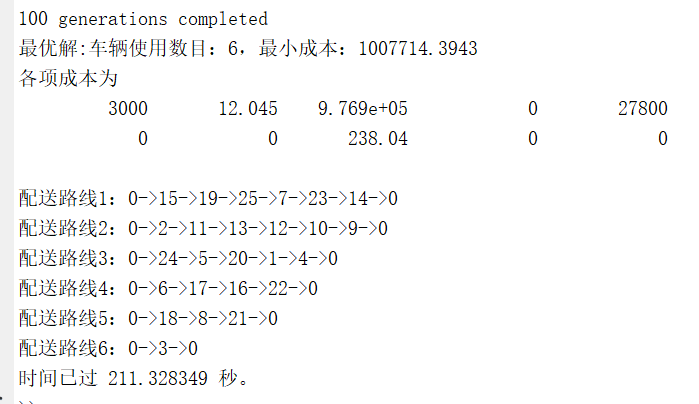 100 generations completed
最优解:车辆使用数目：6，最小成本：1007714.3943
各项成本为
3000 12.045 9.769e+05 0 27800
0 0 238.04 0 0
配送路线1：0->15->19->25->7->23->14->0
配送路线2：0->2->11->13->12->10->9->0
配送路线3：0->24->5->20->1->4->0
配送路线4：0->6->17->16->22->0
配送路线5：0->18->8->21->0
配送路线6：0->3->0
时间已过 211.328349 秒。